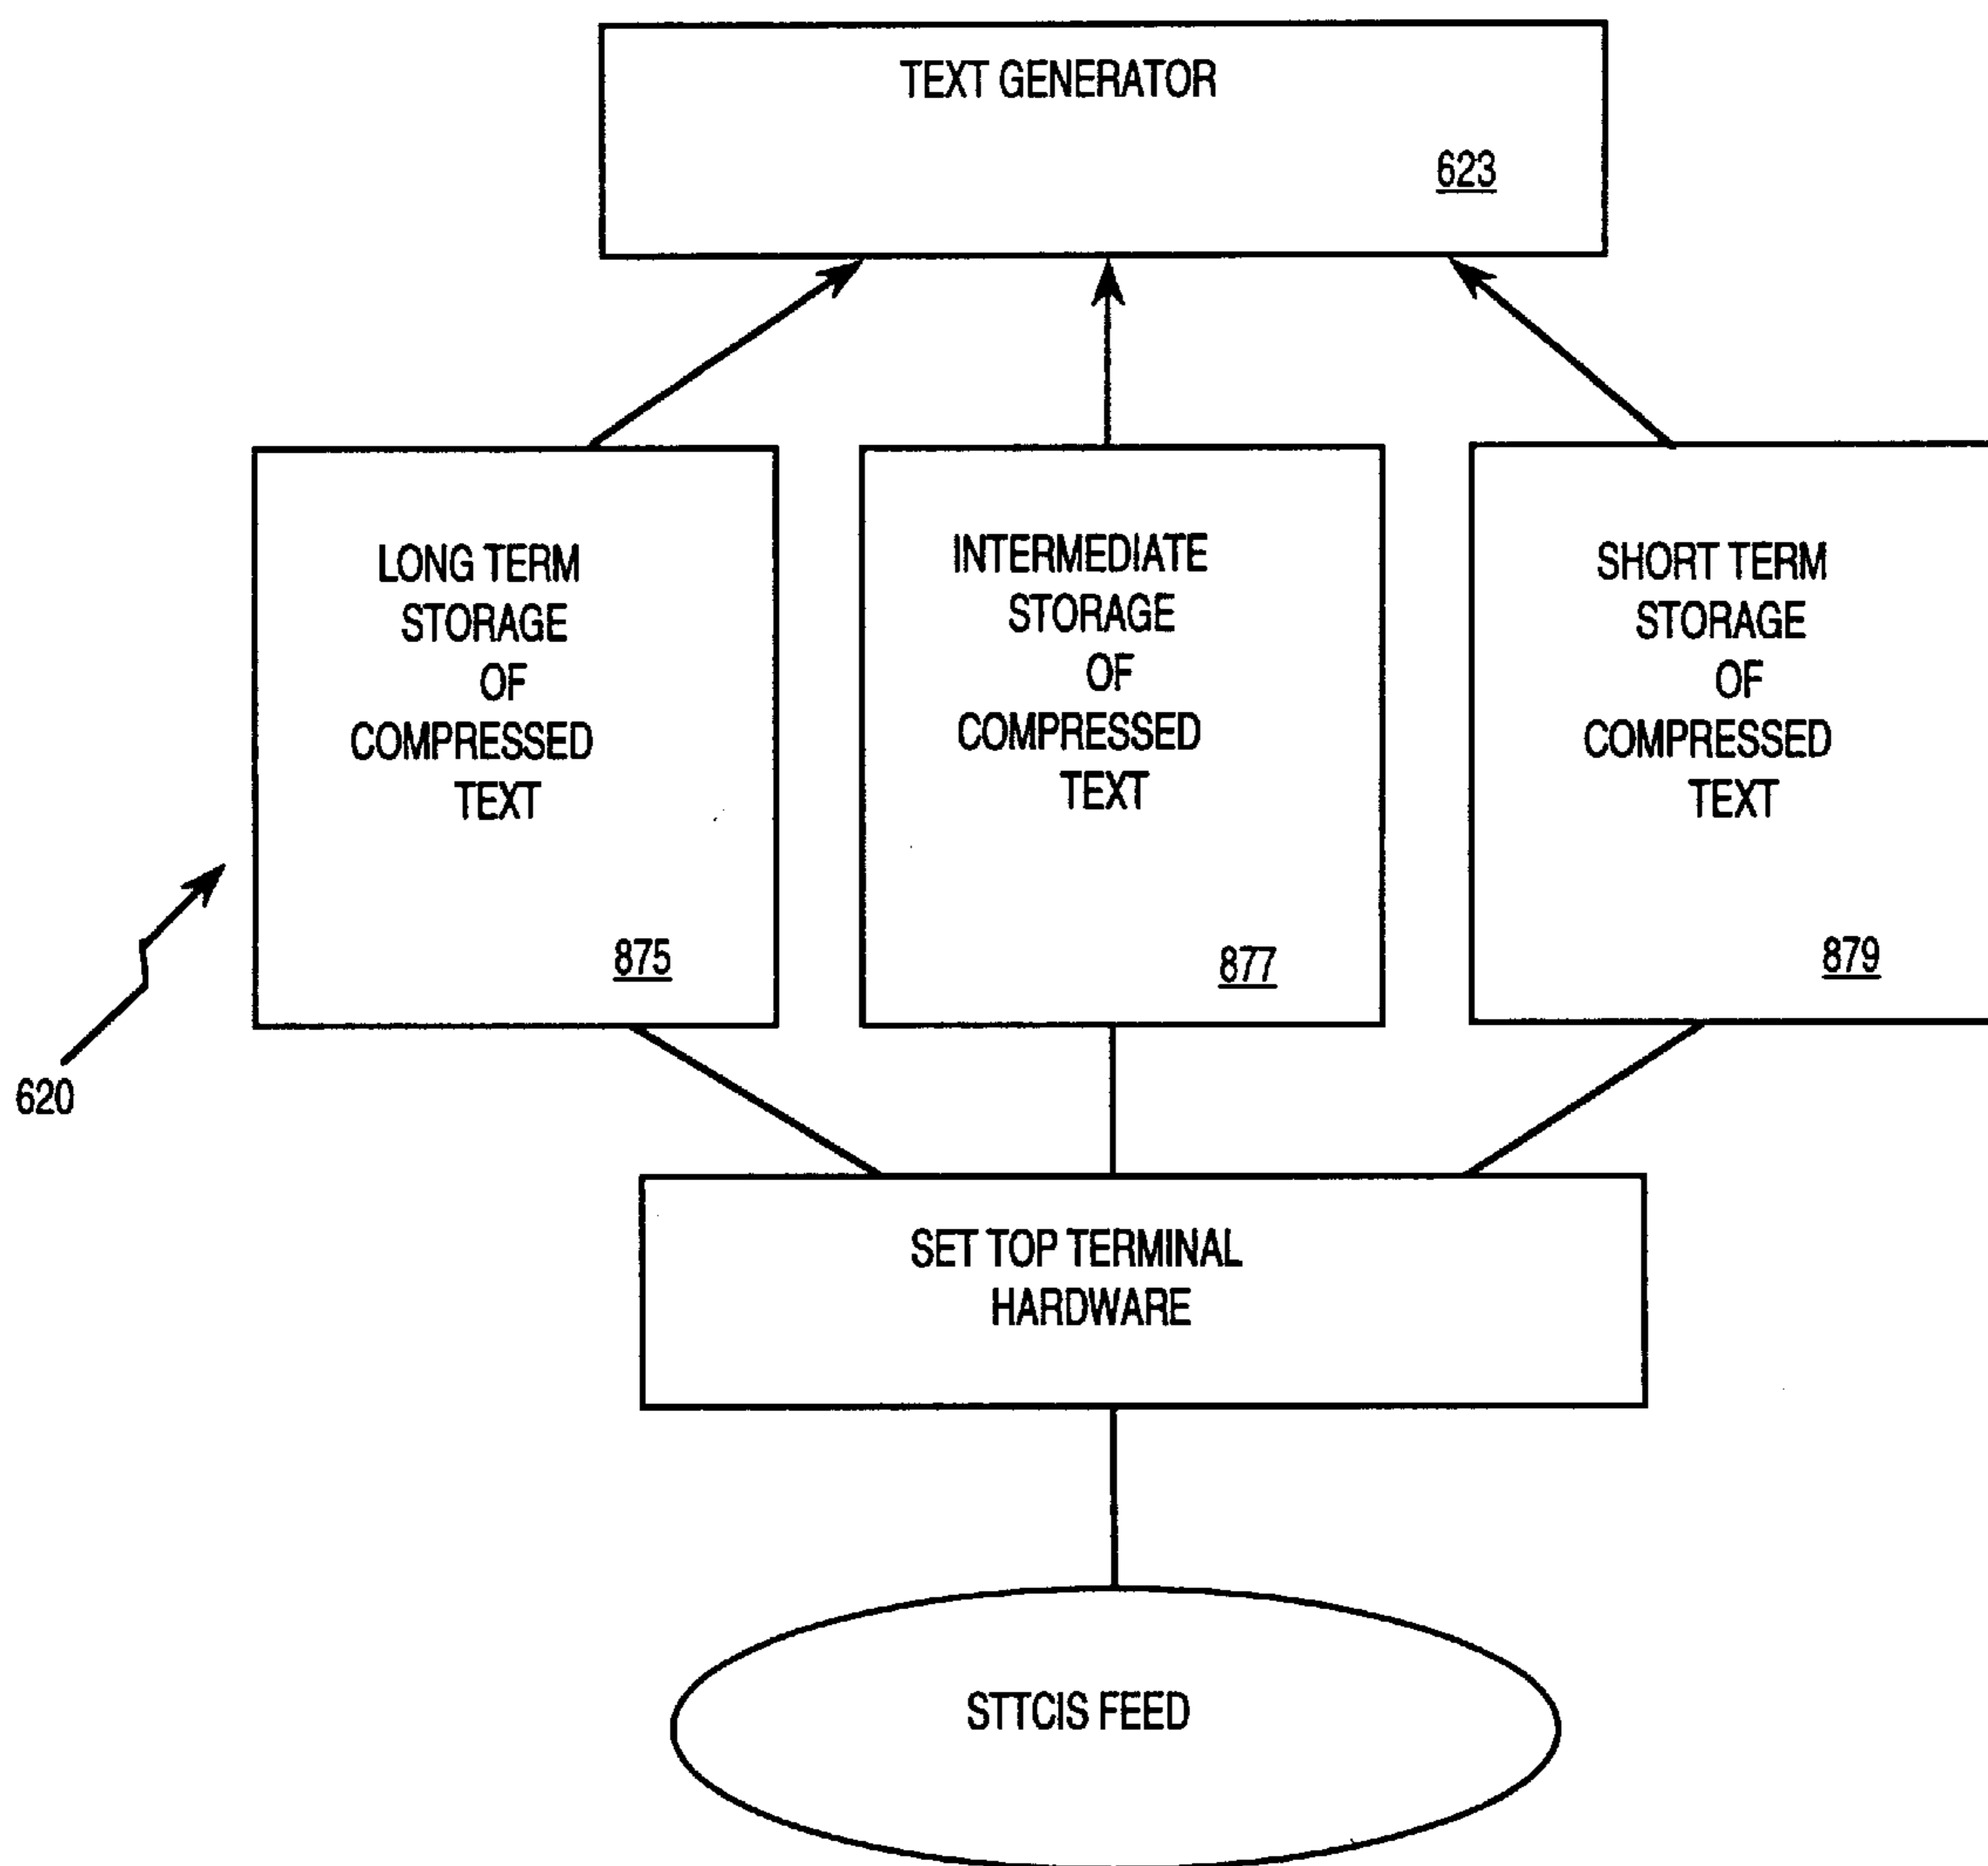 TEXT GENERATOR
623
LONG TERM
STORAGE
OF
COMPRESSED
TEXT
875
INTERMEDIATE
STORAGE
OF
COMPRESSED
TEXT
877
SHORT TERM
STORAGE
OF
COMPRESSED
TEXT
879
620
SET TOP TERMINAL
HARDWARE
STTCIS FEED